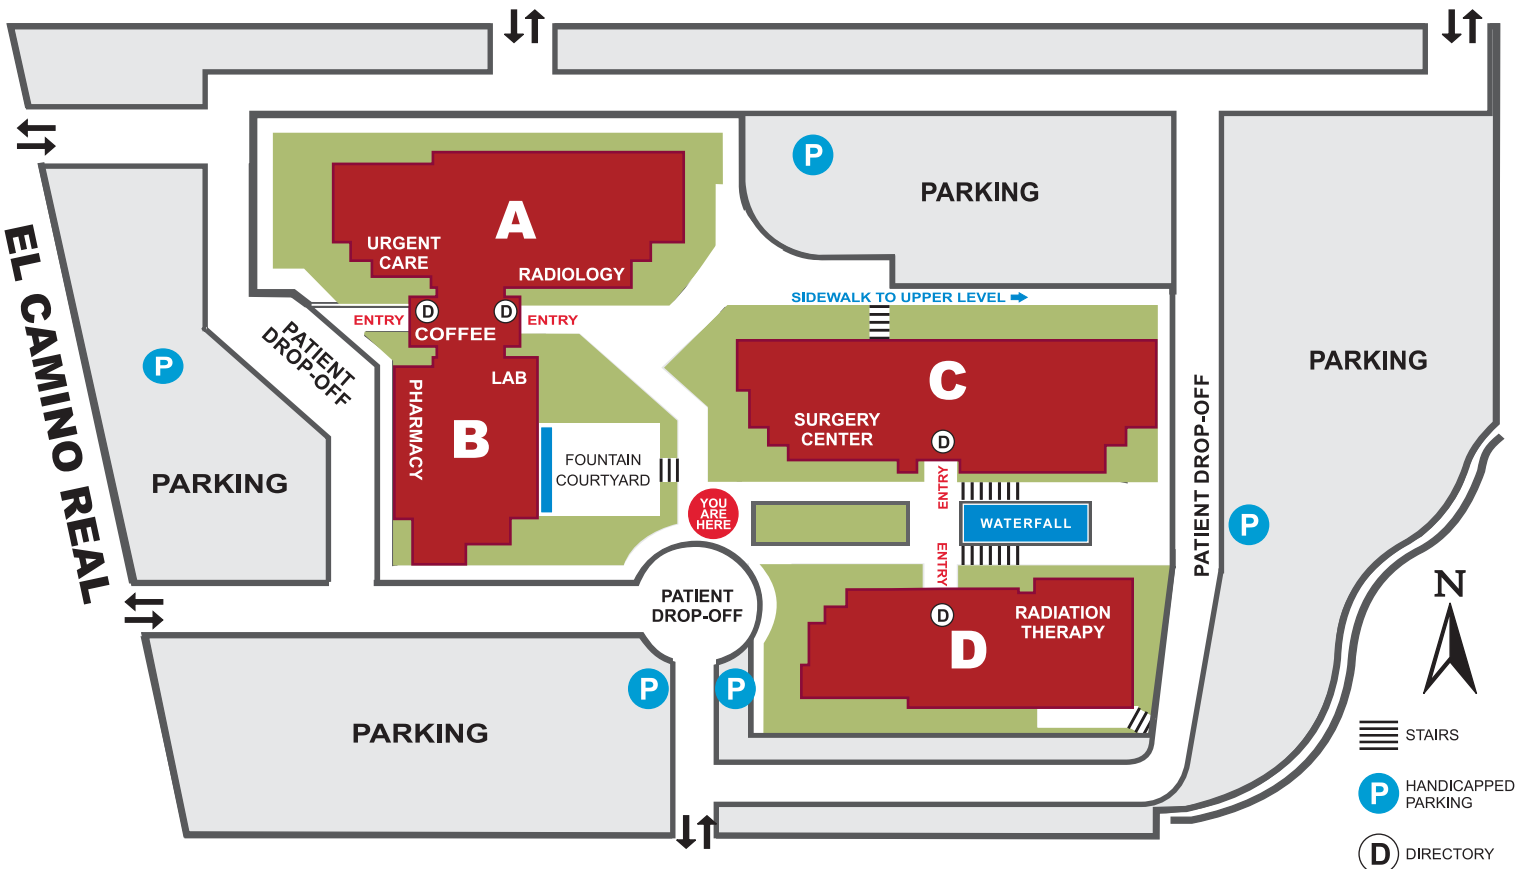 P
PARKING
A
URGENT
CARE
RADIOLOGY
EL CAMINO REAL
SIDEWALK TO UPPER LEVEL
D
D
ENTRY
ENTRY
COFFEE
PATIENT
DROP-OFF
P
PARKING
LAB
PHARMACY
B
C
SURGERY
CENTER
D
PARKING
PATIENT DROP-OFF
PARKING
FOUNTAIN
COURTYARD
YOU
ARE
HERE
ENTRY
WATERFALL
P
ENTRY
PATIENT
DROP-OFF
D
RADIATION
THERAPY
D
P
P
PARKING
N
STAIRS
P
HANDICAPPED
PARKING
D
DIRECTORY